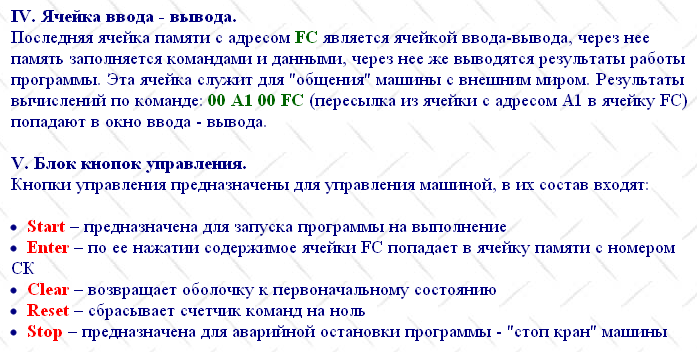 IV. Ячейка ввода - вывода.
Последняя ячейка памяти с адресом FC является ячейкой ввода-вывода, через нее
память заполняется командами и данными, через нее же выводятся результаты работы
программы. Эта ячейка служит для "общения" машины с внешним миром. Результаты
вычислений по команде: 00 A1 00 FC (пересылка из ячейки с адресом А1 в ячейку FC)
попадают в окно ввода - вывода.
V. Блок кнопок управления.
Кнопки управления предназначены для управления машиной, в их состав входят:
• Start – предназначена для запуска программы на выполнение
• Enter – по ее нажатии содержимое ячейки FC попадает в ячейку памяти с номером
СК
• Clear – возвращает оболочку к первоначальному состоянию
• Reset – сбрасывает счетчик команд на ноль
• Stop – предназначена для аварийной остановки программы - "стоп кран" машины